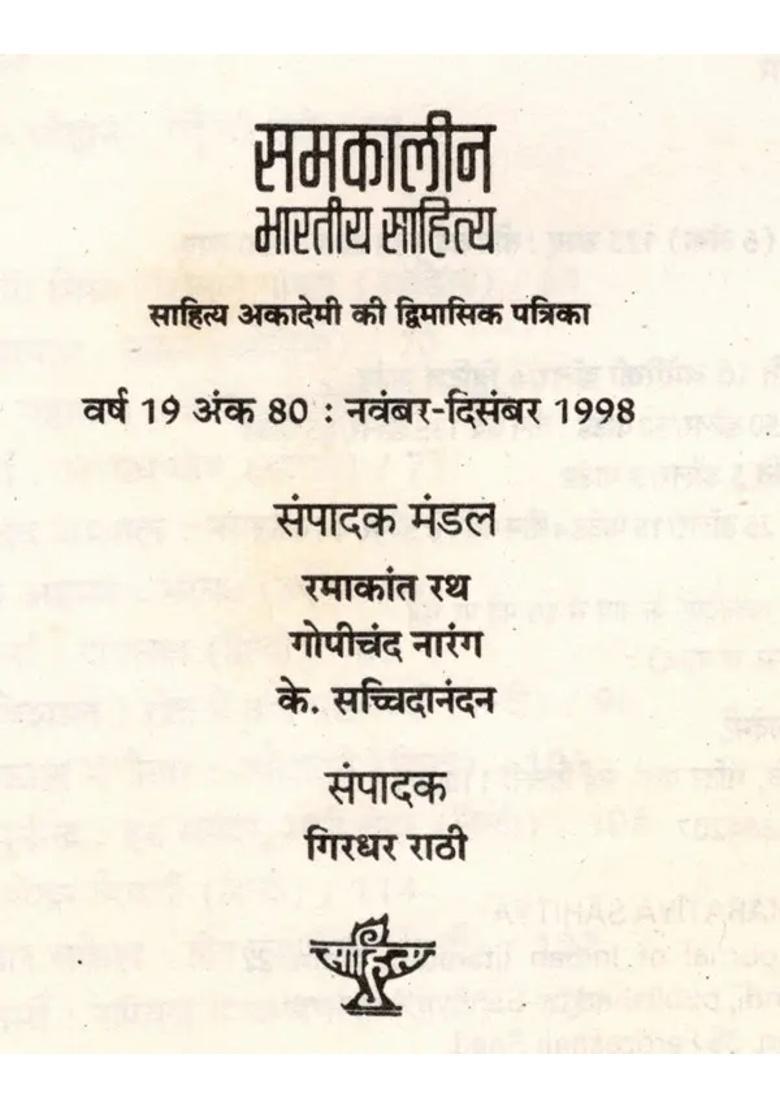 समकालीन
भारतीय साहित्य
साहित्य अकादेमी की द्विमासिक पत्रिका
वर्ष 19 अंक 80 : नवंबर-दिसंबर 1998
संपादक मंडल
रमाकांत रथ
गोपीचंद नारंग
के. सच्चिदानंदन
संपादक
गिरधर राठी
साहित्य